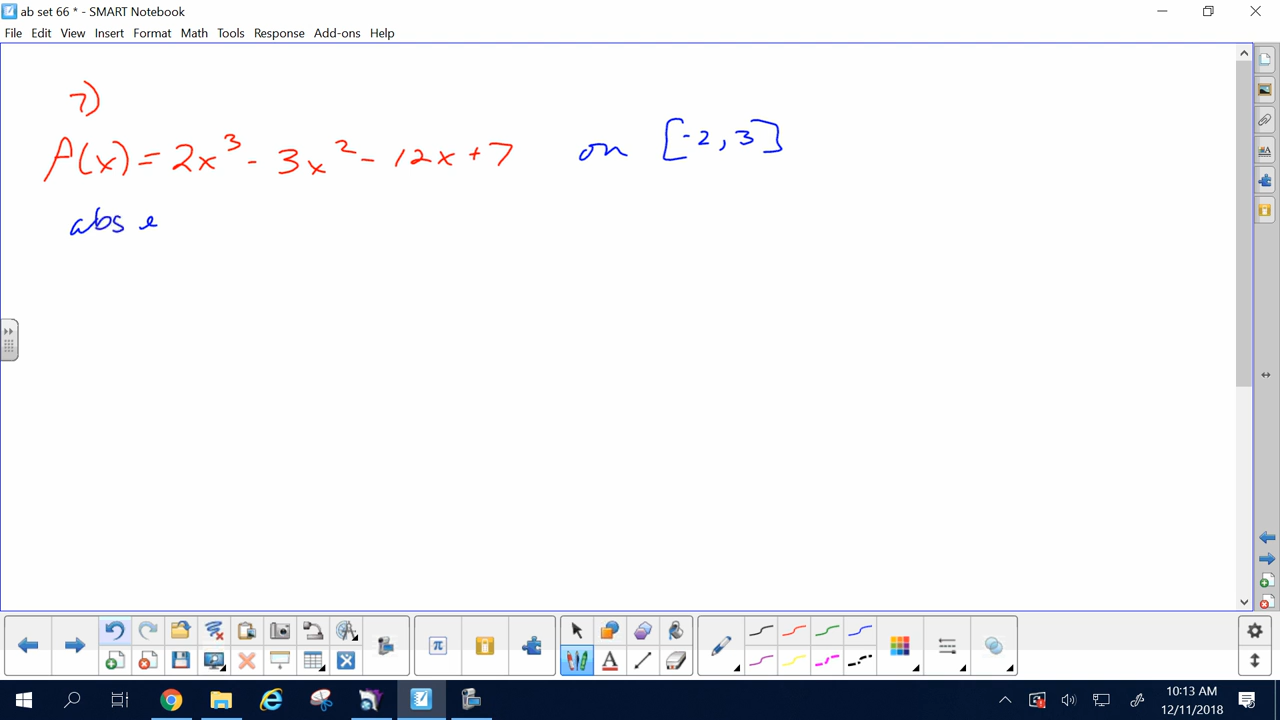 ab set 66 * - SMART Notebook
File Edit View Insert Format Math Tools Response Add-ons Help
7)
A(x) = 2x³ - 3x² - 12x + 7 on [-2, 3]
abs e
10:13 AM
12/11/2018